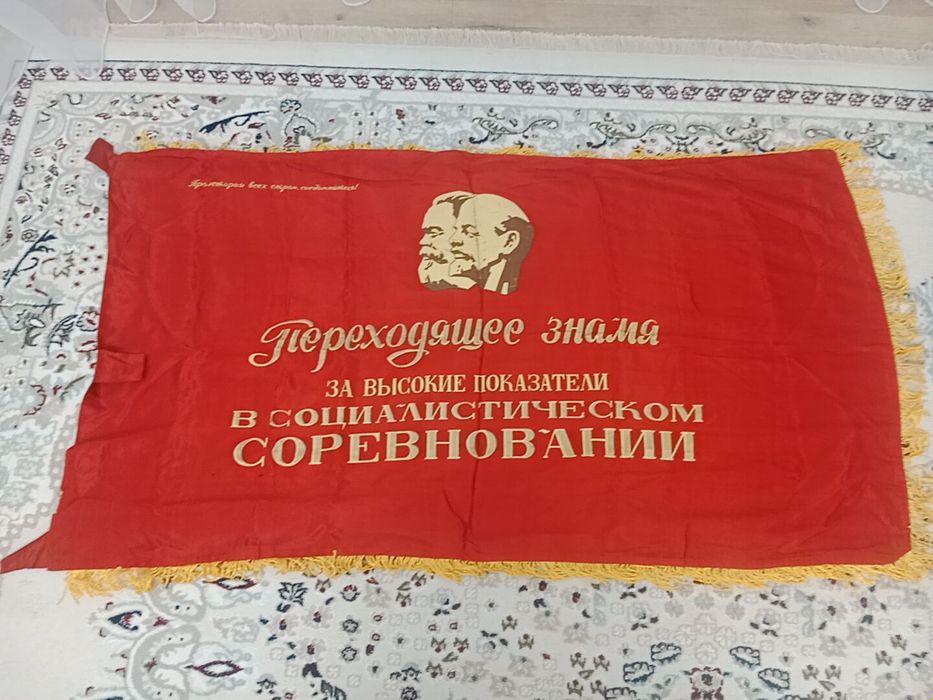 Пролетарии всех стран, соединяйтесь!
Переходящее знамя
ЗА ВЫСОКИЕ ПОКАЗАТЕЛИ
В СОЦИАЛИСТИЧЕСКОМ
СОРЕВНОВАНИИ